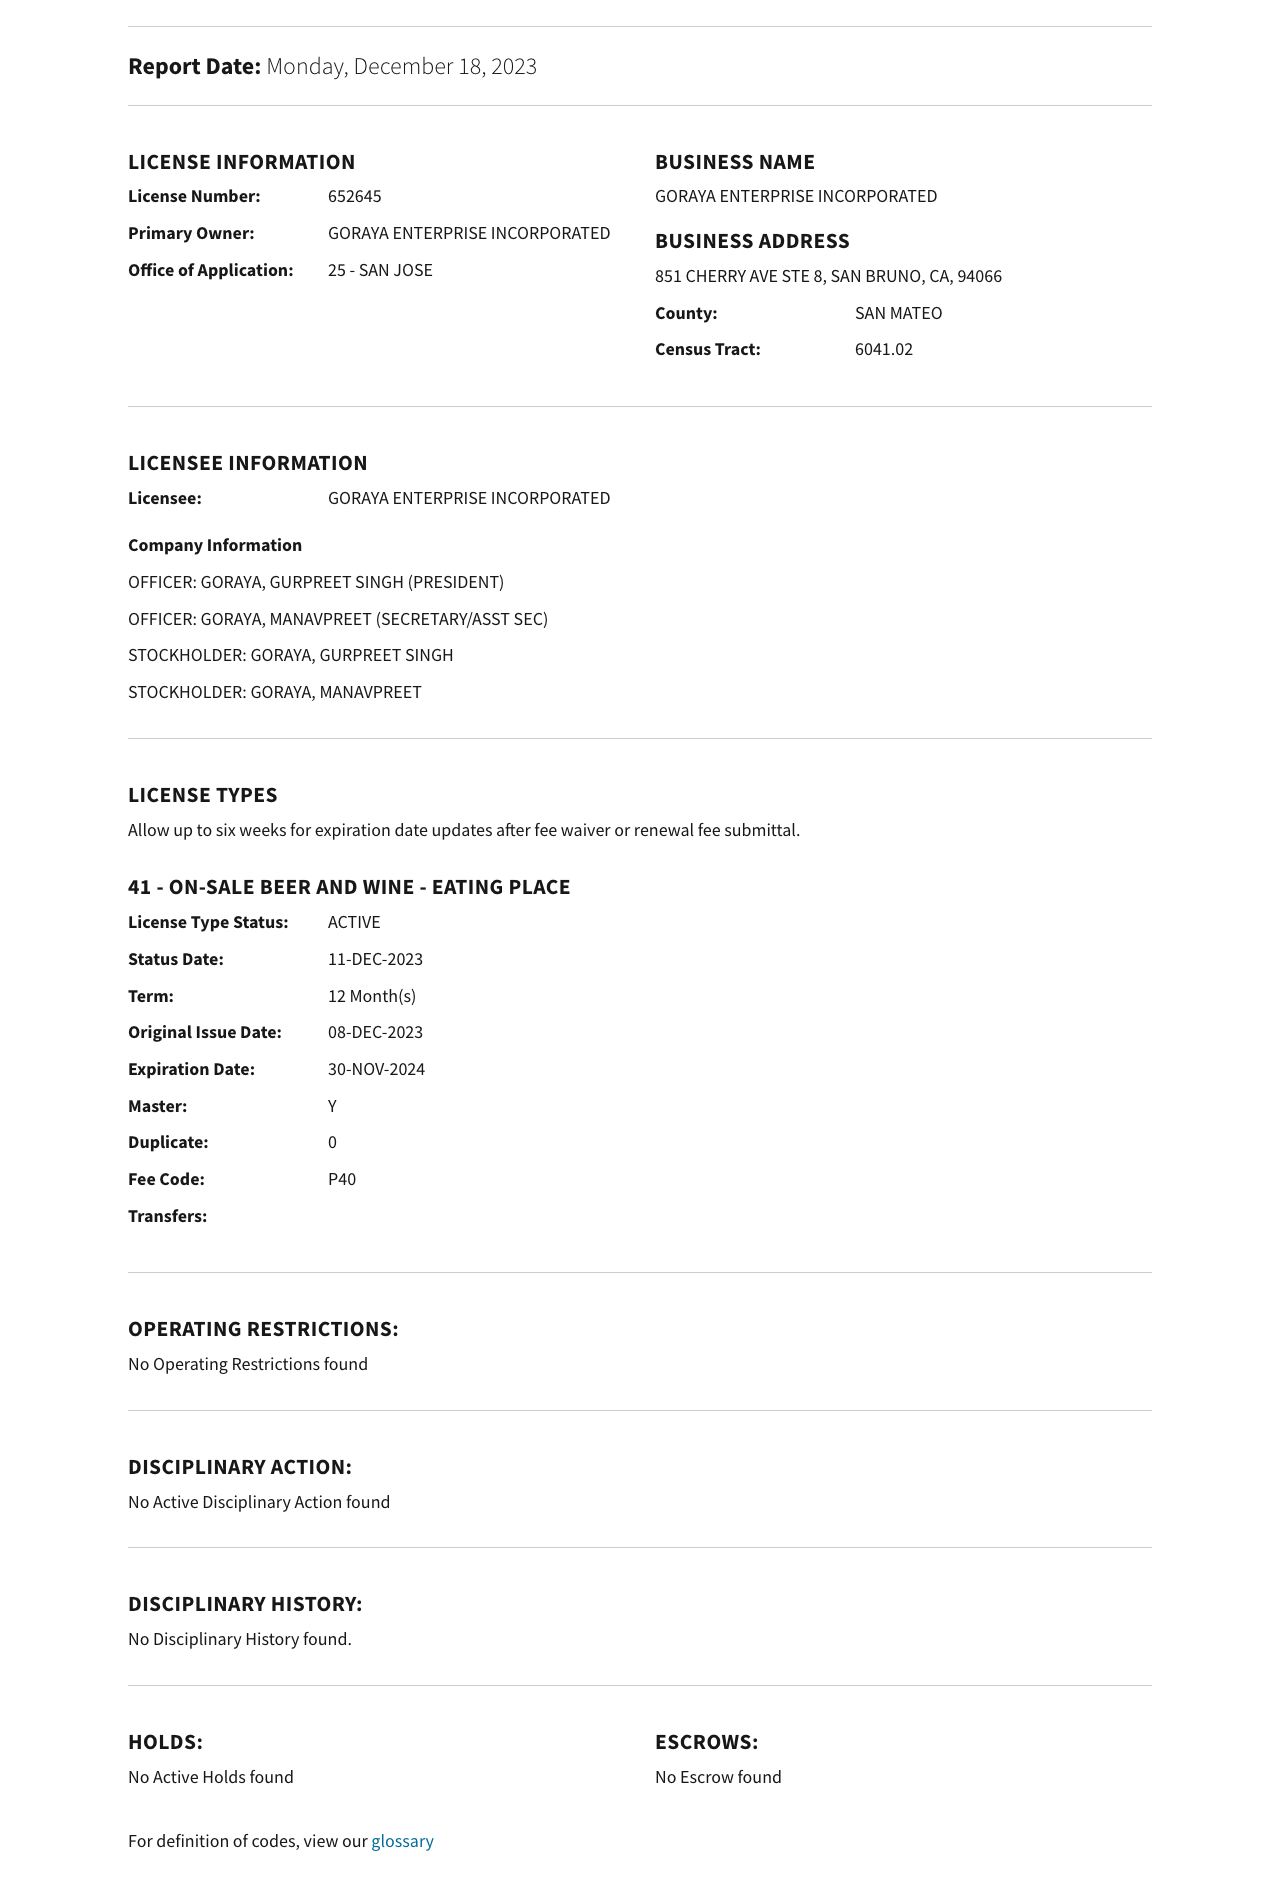 Report Date: Monday, December 18, 2023
LICENSE INFORMATION
License Number: 652645
Primary Owner: GORAYA ENTERPRISE INCORPORATED
Office of Application: 25 - SAN JOSE
BUSINESS NAME
GORAYA ENTERPRISE INCORPORATED
BUSINESS ADDRESS
851 CHERRY AVE STE 8, SAN BRUNO, CA, 94066
County: SAN MATEO
Census Tract: 6041.02
LICENSEE INFORMATION
Licensee: GORAYA ENTERPRISE INCORPORATED
Company Information
OFFICER: GORAYA, GURPREET SINGH (PRESIDENT)
OFFICER: GORAYA, MANAVPREET (SECRETARY/ASST SEC)
STOCKHOLDER: GORAYA, GURPREET SINGH
STOCKHOLDER: GORAYA, MANAVPREET
LICENSE TYPES
Allow up to six weeks for expiration date updates after fee waiver or renewal fee submittal.
41 - ON-SALE BEER AND WINE - EATING PLACE
License Type Status: ACTIVE
Status Date: 11-DEC-2023
Term: 12 Month(s)
Original Issue Date: 08-DEC-2023
Expiration Date: 30-NOV-2024
Master: Y
Duplicate: 0
Fee Code: P40
Transfers:
OPERATING RESTRICTIONS:
No Operating Restrictions found
DISCIPLINARY ACTION:
No Active Disciplinary Action found
DISCIPLINARY HISTORY:
No Disciplinary History found.
HOLDS:
No Active Holds found
ESCROWS:
No Escrow found
For definition of codes, view our glossary